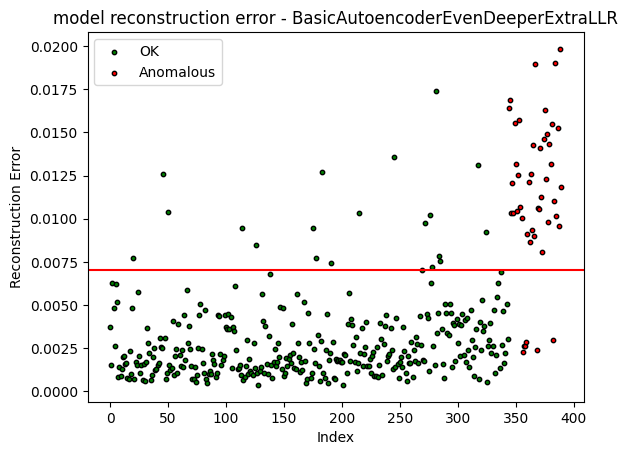 model reconstruction error - BasicAutoencoderEvenDeeperExtraLLR
OK
Anomalous
0.0200
0.0175
0.0150
0.0125
0.0100
0.0075
0.0050
0.0025
0.0000
Reconstruction Error
0 50 100 150 200 250 300 350 400
Index